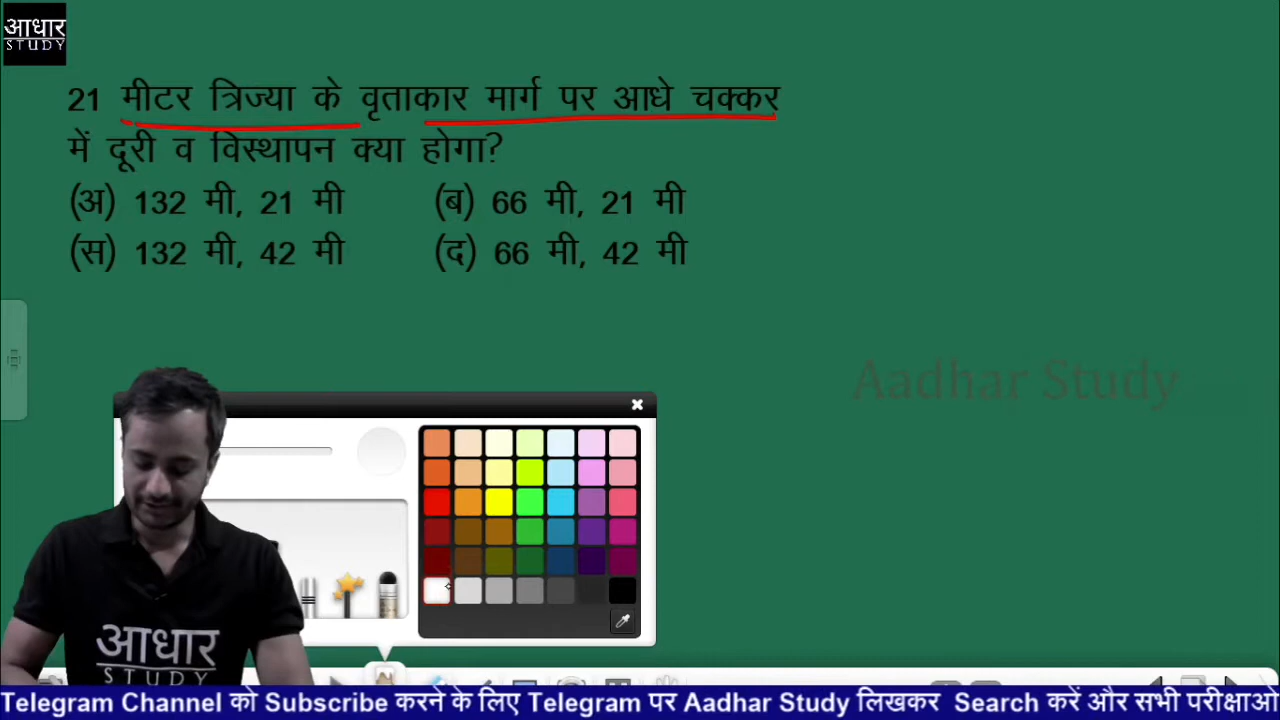 आधार
STUDY
21 मीटर त्रिज्या के वृताकार मार्ग पर आधे चक्कर
में दूरी व विस्थापन क्या होगा?
(अ) 132 मी, 21 मी (ब) 66 मी, 21 मी
(स) 132 मी, 42 मी (द) 66 मी, 42 मी
Aadhar Study
आधार
STUDY
Telegram Channel को Subscribe करने के लिए Telegram पर Aadhar Study लिखकर Search करें और सभी परीक्षाओ